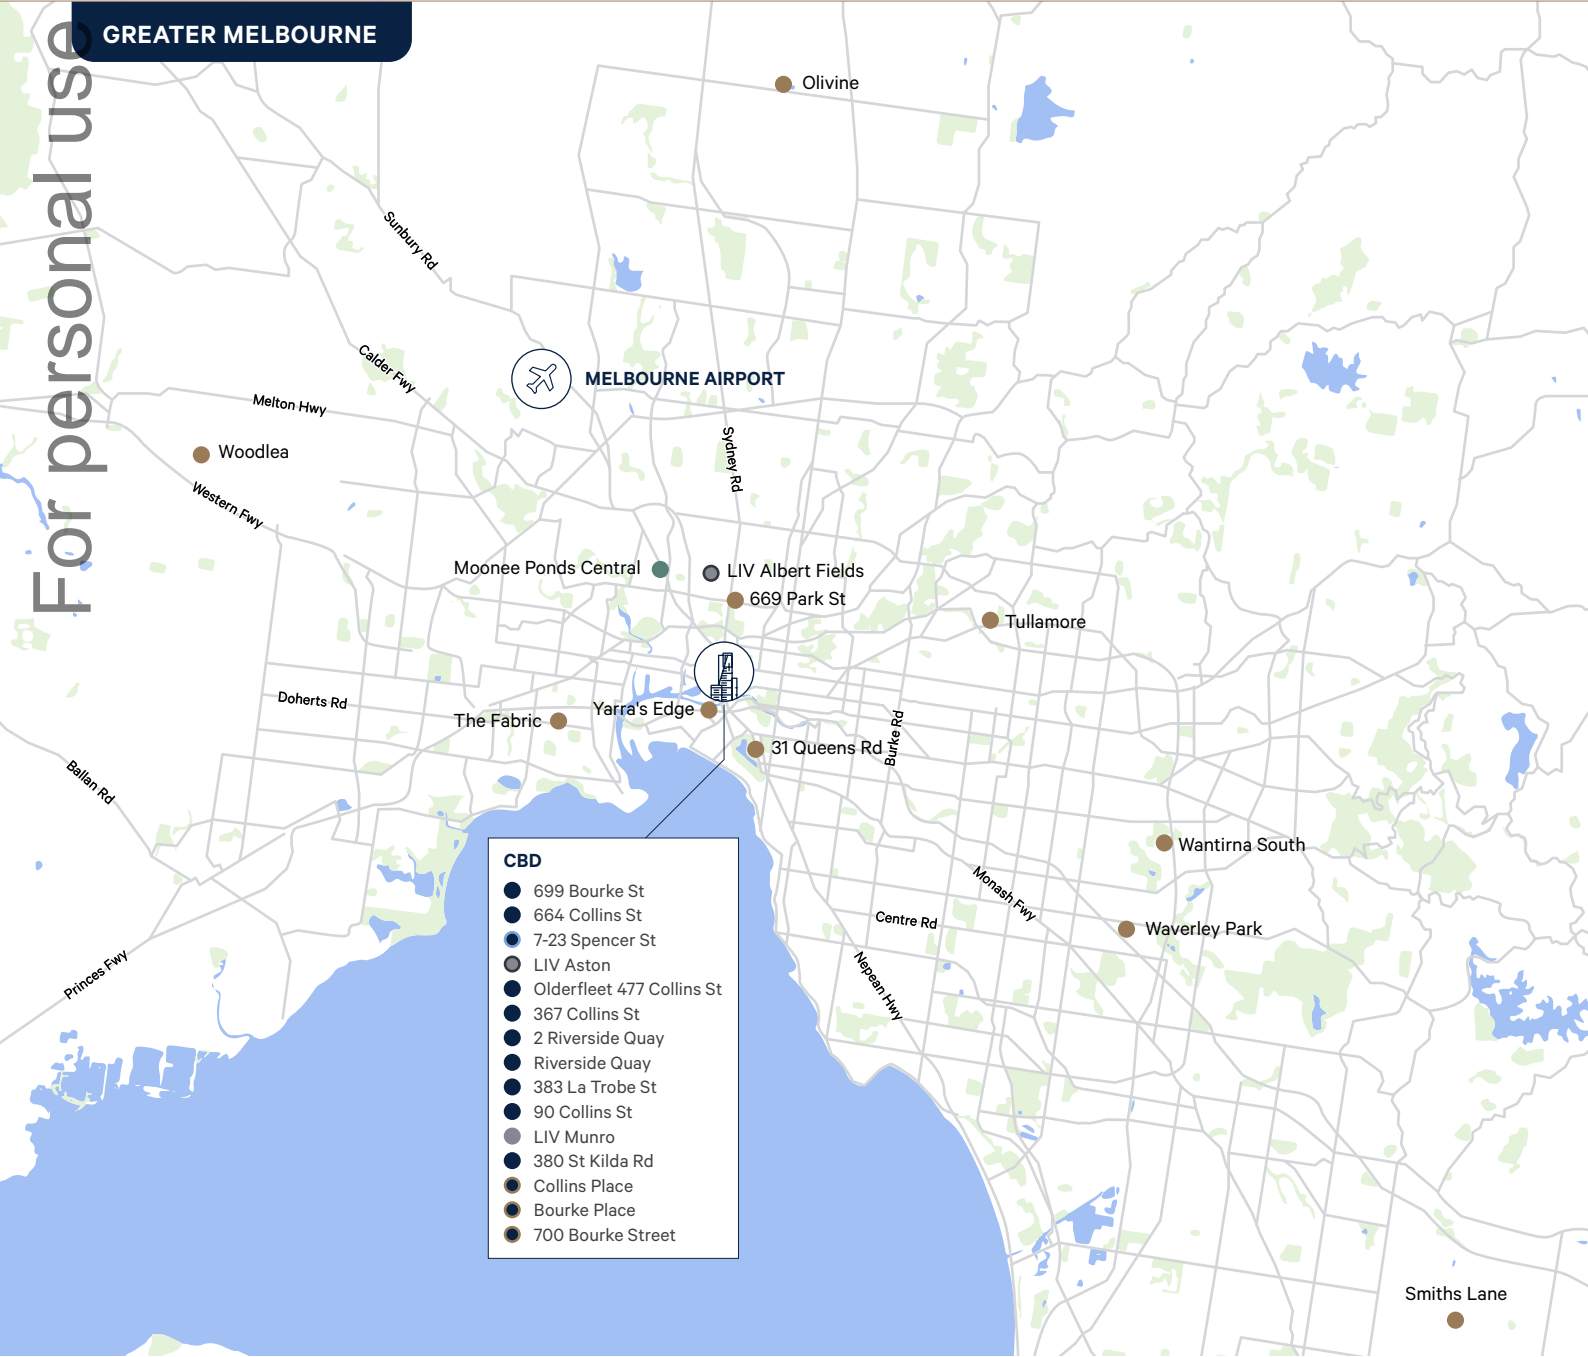 GREATER MELBOURNE
For personal use
Olivine
Sunbury Rd
Calder Fwy
MELBOURNE AIRPORT
Melton Hwy
Woodlea
Sydney Rd
Western Fwy
Moonee Ponds Central
LIV Albert Fields
669 Park St
Tullamore
Doherts Rd
The Fabric
Yarra's Edge
31 Queens Rd
Burke Rd
Ballan Rd
Wantirna South
Monash Fwy
Centre Rd
Waverley Park
Princes Fwy
Nepean Hwy
CBD
699 Bourke St
664 Collins St
7-23 Spencer St
LIV Aston
Olderfleet 477 Collins St
367 Collins St
2 Riverside Quay
Riverside Quay
383 La Trobe St
90 Collins St
LIV Munro
380 St Kilda Rd
Collins Place
Bourke Place
700 Bourke Street
Smiths Lane